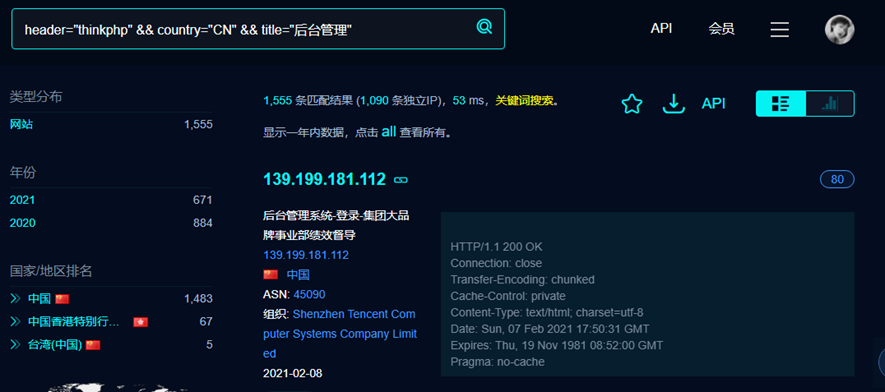 header="thinkphp" && country="CN" && title="后台管理"
API
会员
类型分布
网站 1,555
年份
2021 671
2020 884
国家/地区排名
中国 1,483
中国香港特别行... 67
台湾(中国) 5
1,555 条匹配结果 (1,090 条独立IP)，53 ms，关键词搜索。
显示一年内数据，点击 all 查看所有。
API
139.199.181.112
80
后台管理系统-登录-集团大品
牌事业部绩效督导
139.199.181.112
中国
ASN: 45090
组织: Shenzhen Tencent Com
puter Systems Company Limit
ed
2021-02-08
HTTP/1.1 200 OK
Connection: close
Transfer-Encoding: chunked
Cache-Control: private
Content-Type: text/html; charset=utf-8
Date: Sun, 07 Feb 2021 17:50:31 GMT
Expires: Thu, 19 Nov 1981 08:52:00 GMT
Pragma: no-cache